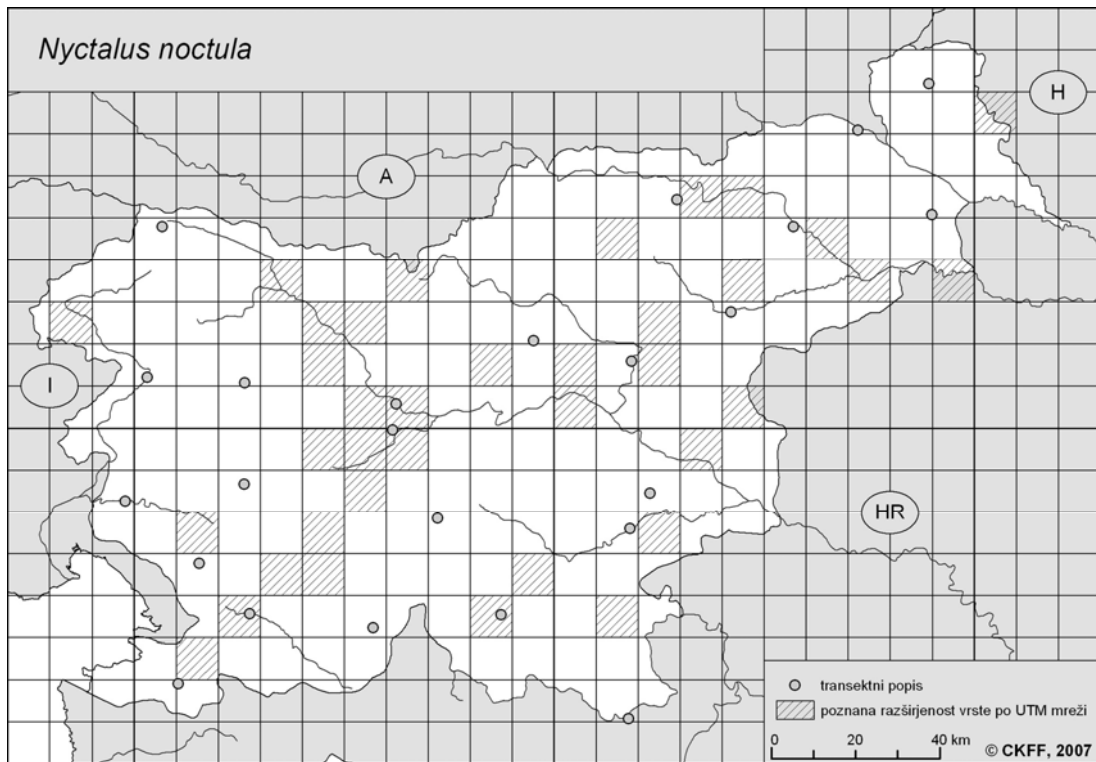 Nyctalus noctula
H
A
I
HR
transektni popis
poznana razširjenost vrste po UTM mreži
0 20 40 km
© CKFF, 2007